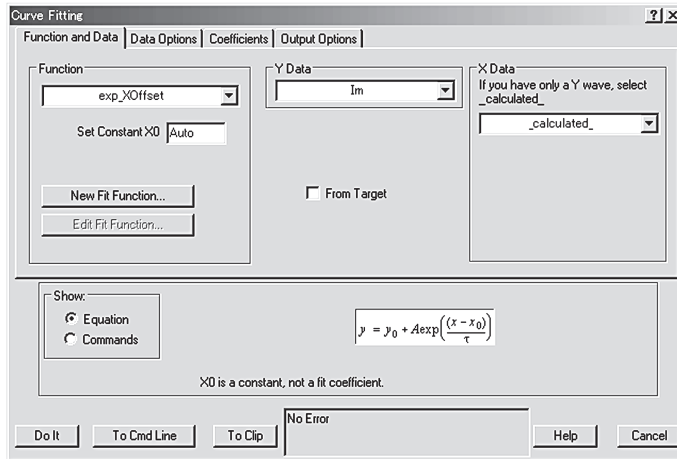 Curve Fitting
Function and Data
Data Options
Coefficients
Output Options
Function
exp_XOffset
Set Constant X0
Auto
New Fit Function...
Edit Fit Function...
Y Data
Im
From Target
X Data
If you have only a Y wave, select
_calculated_
_calculated_
Show:
Equation
Commands
y = y₀ + Aexp((x − x₀)/τ)
X0 is a constant, not a fit coefficient.
Do It
To Cmd Line
To Clip
No Error
Help
Cancel